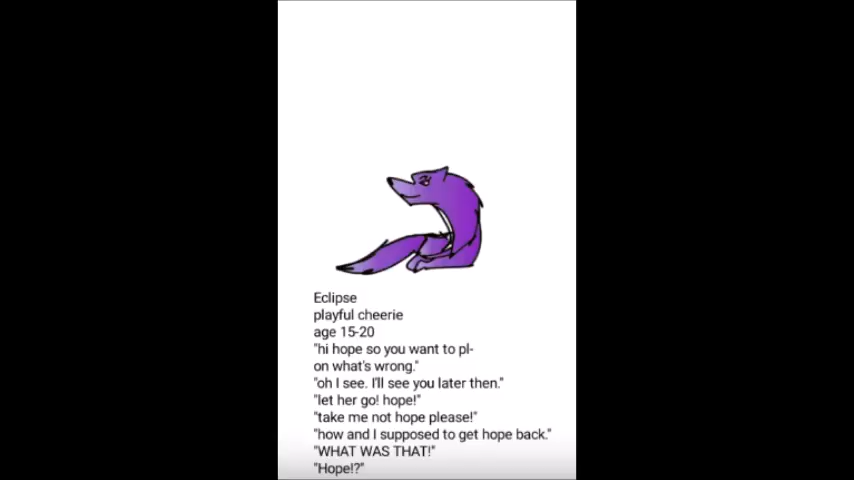 Eclipse
playful cheerie
age 15-20
"hi hope so you want to pl-
on what's wrong."
"oh I see. I'll see you later then."
"let her go! hope!"
"take me not hope please!"
"how and I supposed to get hope back."
"WHAT WAS THAT!"
"Hope!?"